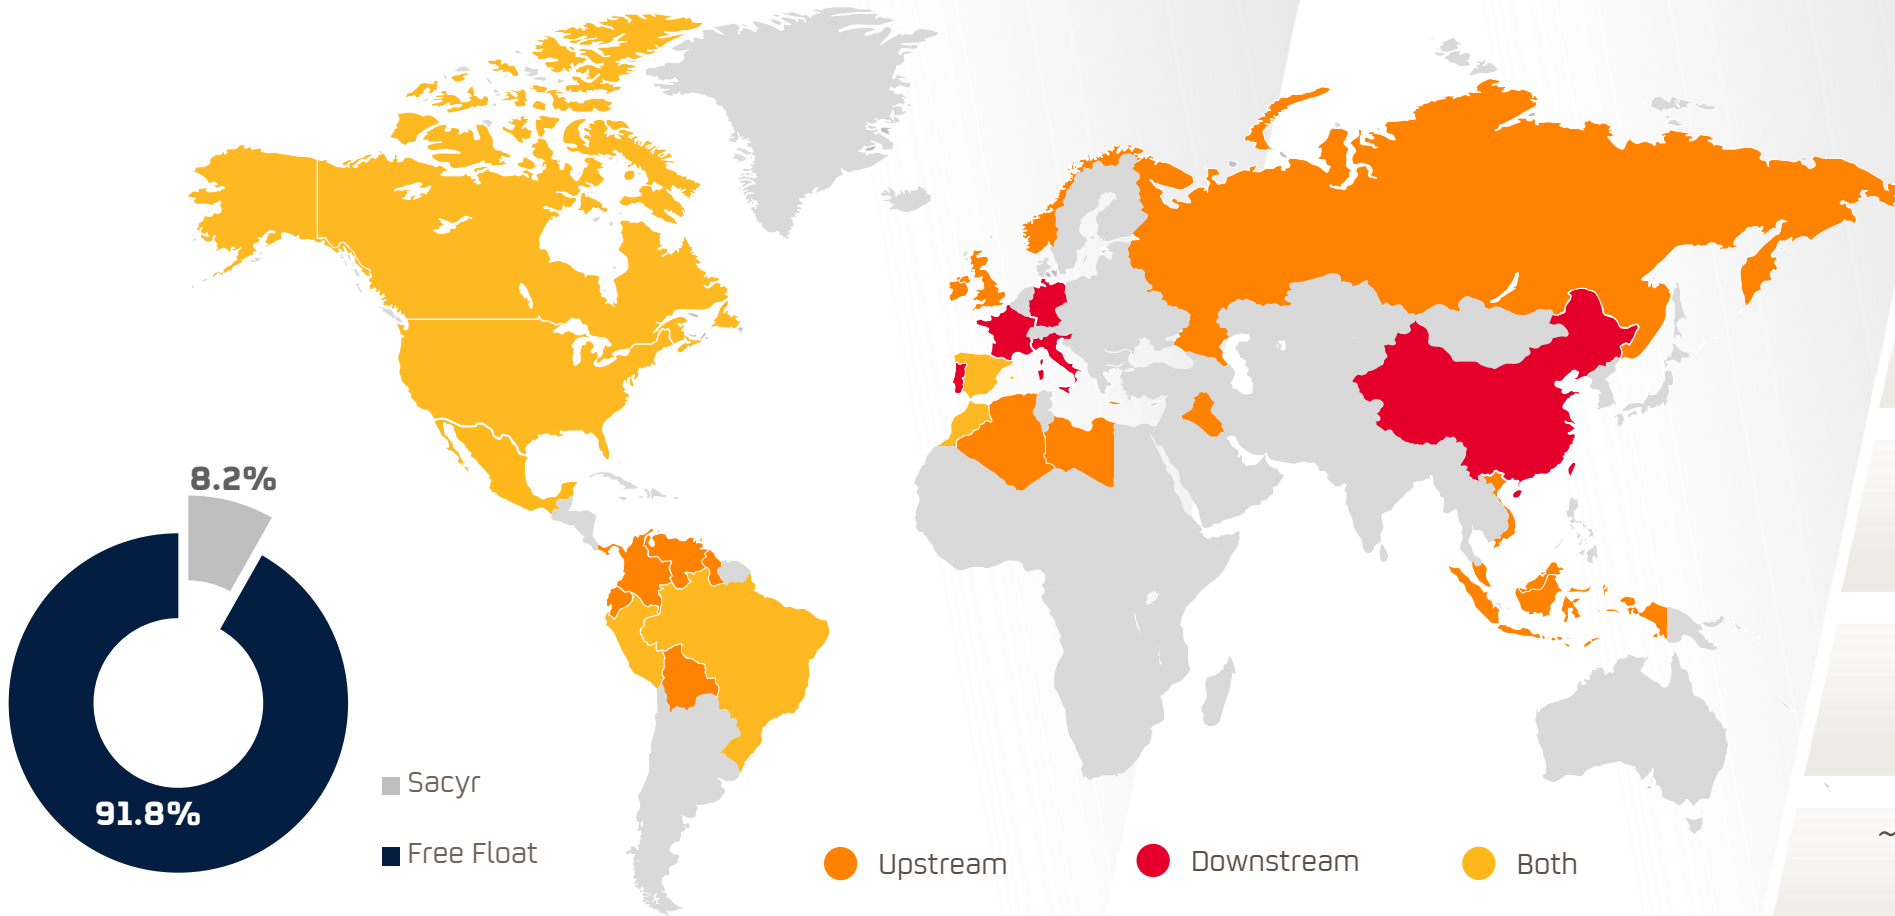 8.2%
91.8%
Sacyr
Free Float
Upstream
Downstream
Both
~